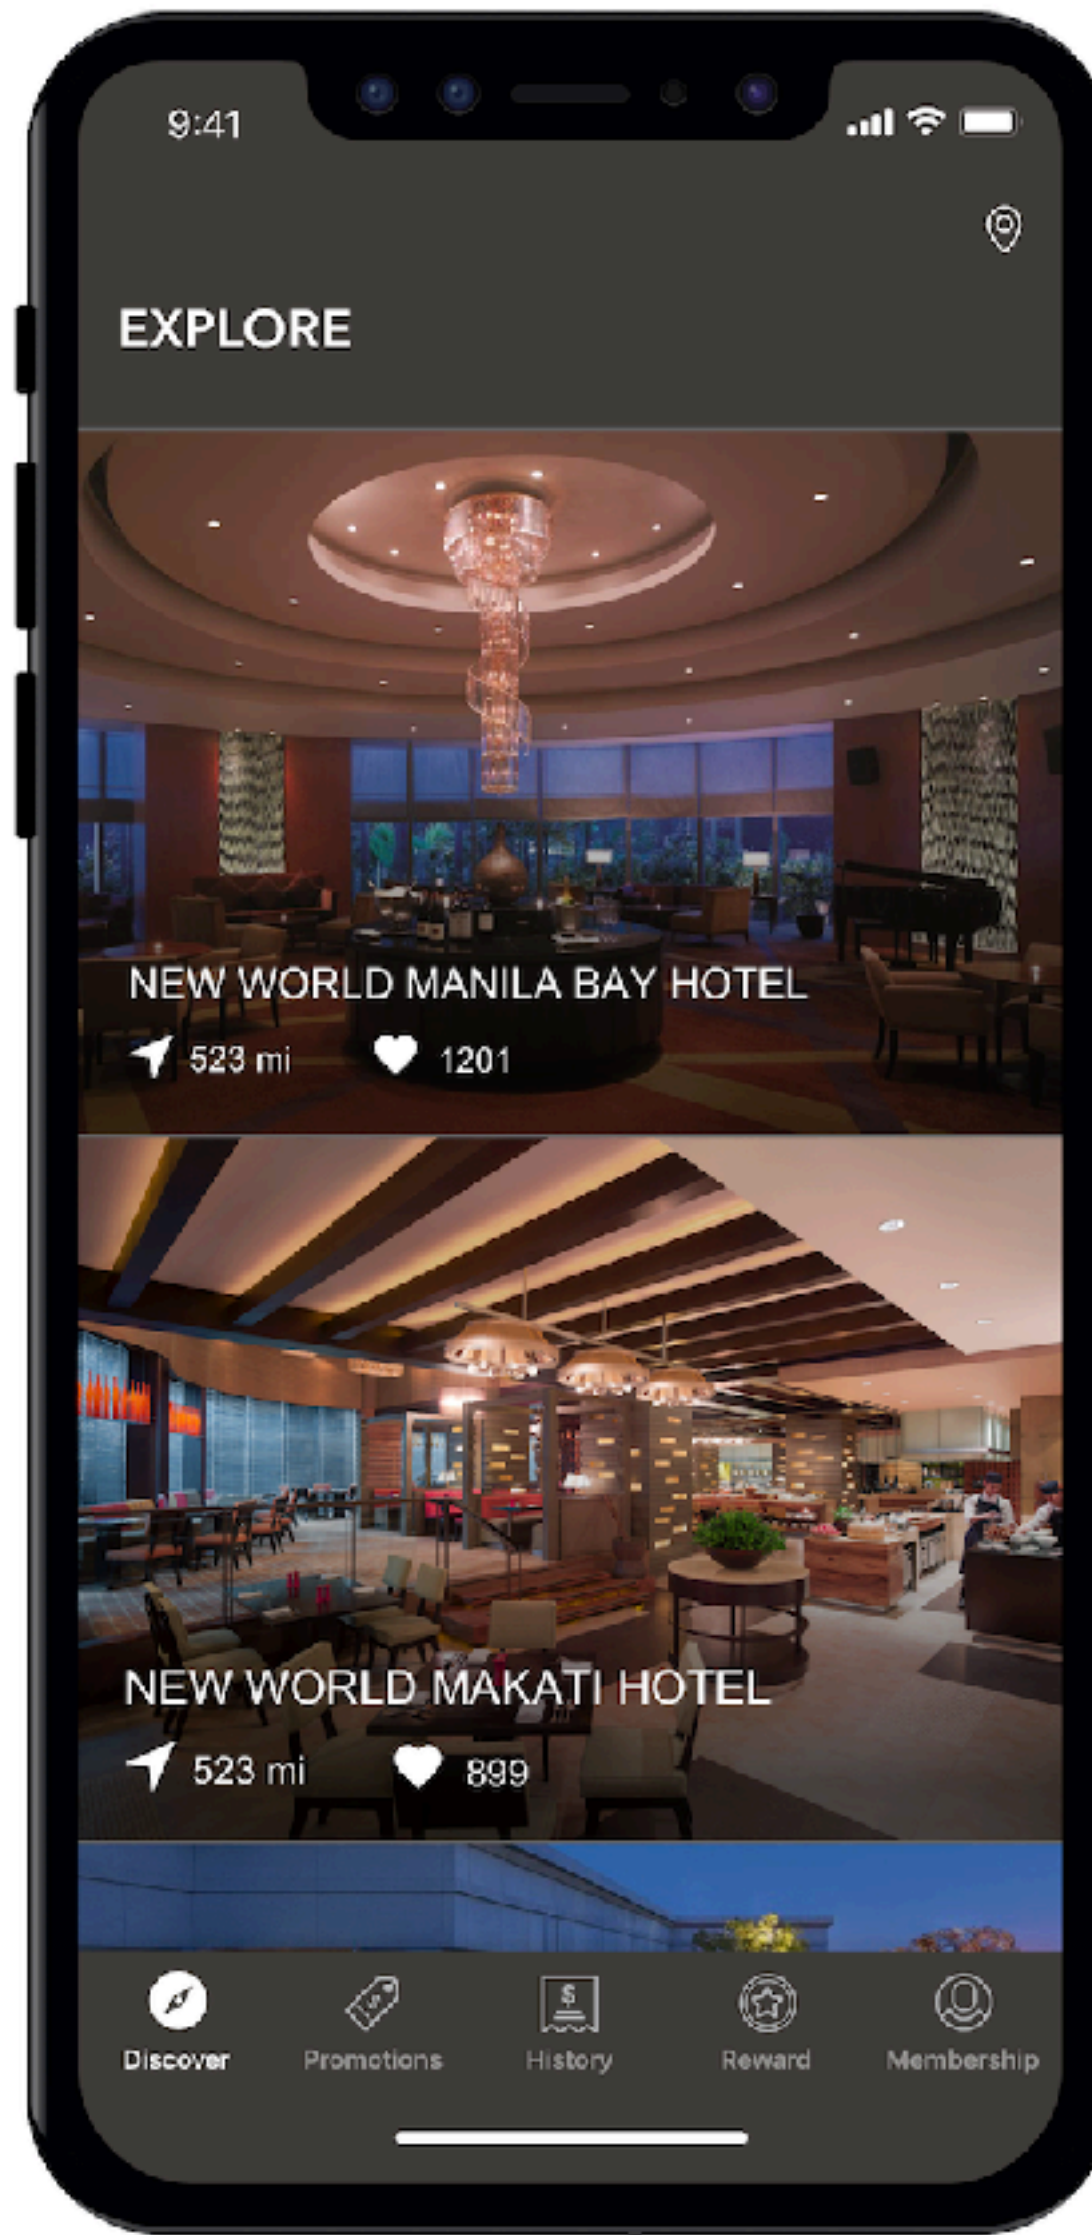 9:41
EXPLORE
NEW WORLD MANILA BAY HOTEL
523 mi 1201
NEW WORLD MAKATI HOTEL
523 mi 899
$
Discover Promotions History Reward Membership